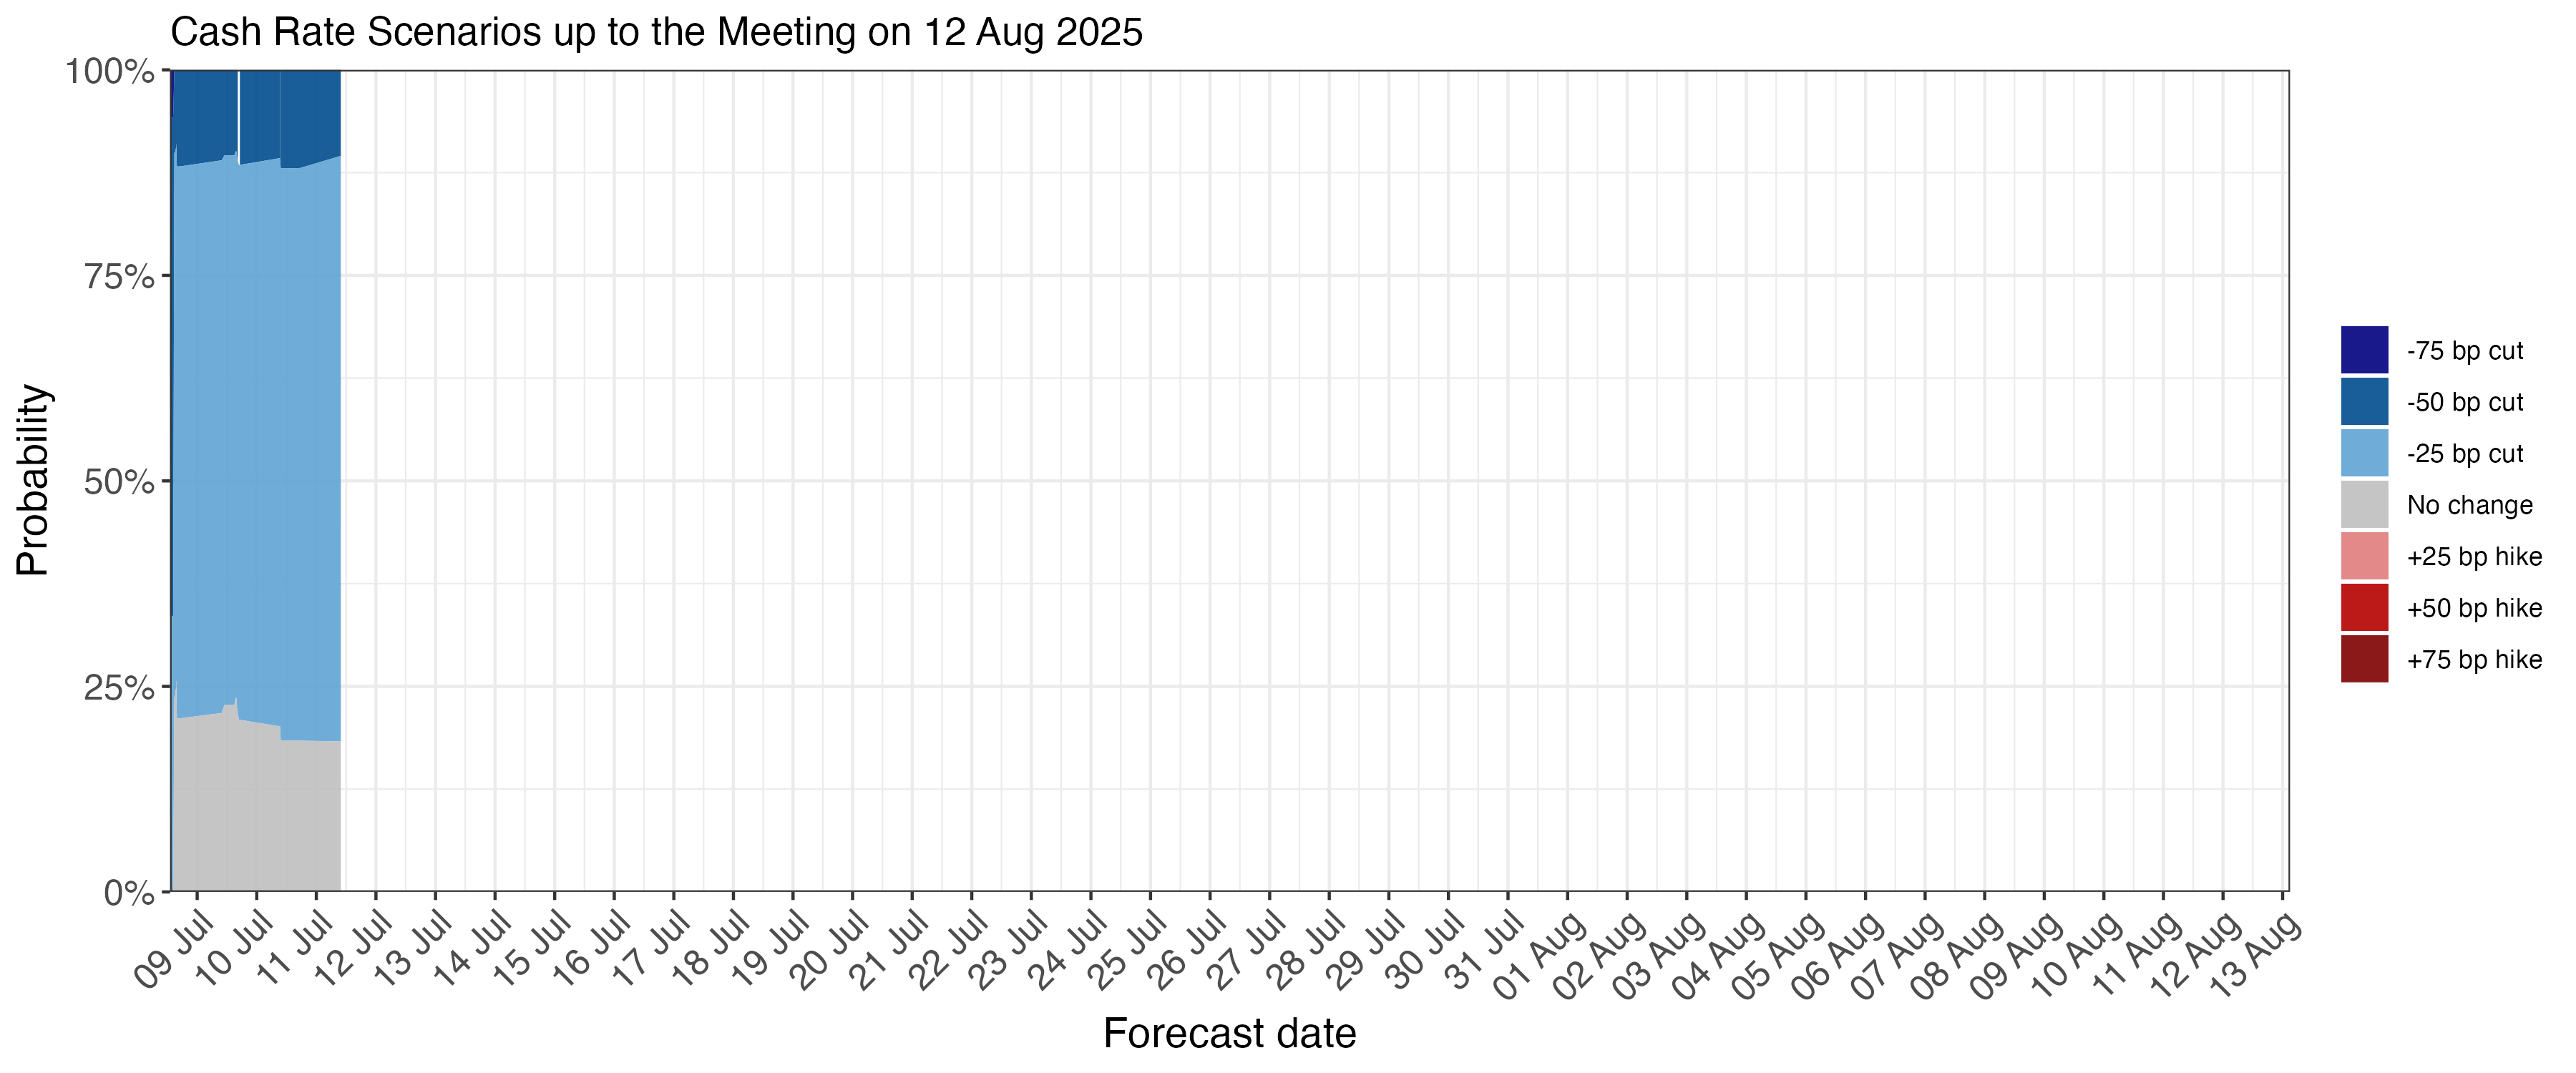 Cash Rate Scenarios up to the Meeting on 12 Aug 2025
100%
75%
50%
25%
0%
Probability
09 Jul
10 Jul
11 Jul
12 Jul
13 Jul
14 Jul
15 Jul
16 Jul
17 Jul
18 Jul
19 Jul
20 Jul
21 Jul
22 Jul
23 Jul
24 Jul
25 Jul
26 Jul
27 Jul
28 Jul
29 Jul
30 Jul
31 Jul
01 Aug
02 Aug
03 Aug
04 Aug
05 Aug
06 Aug
07 Aug
08 Aug
09 Aug
10 Aug
11 Aug
12 Aug
13 Aug
Forecast date
-75 bp cut
-50 bp cut
-25 bp cut
No change
+25 bp hike
+50 bp hike
+75 bp hike